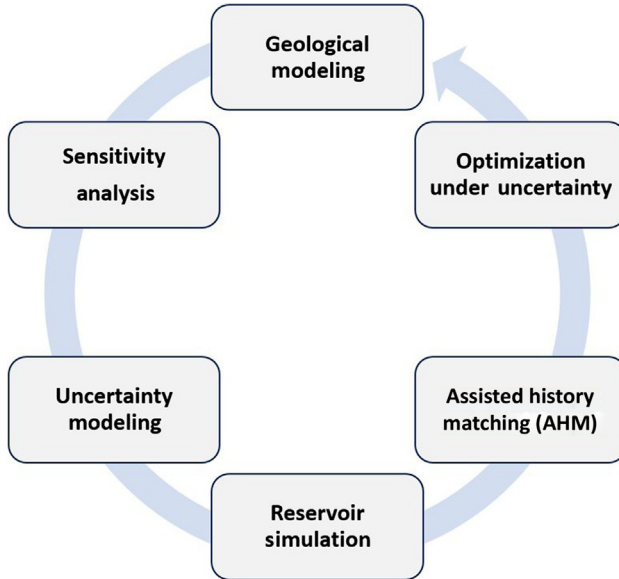 Geological
modeling
Sensitivity
analysis
Optimization
under uncertainty
Uncertainty
modeling
Assisted history
matching (AHM)
Reservoir
simulation